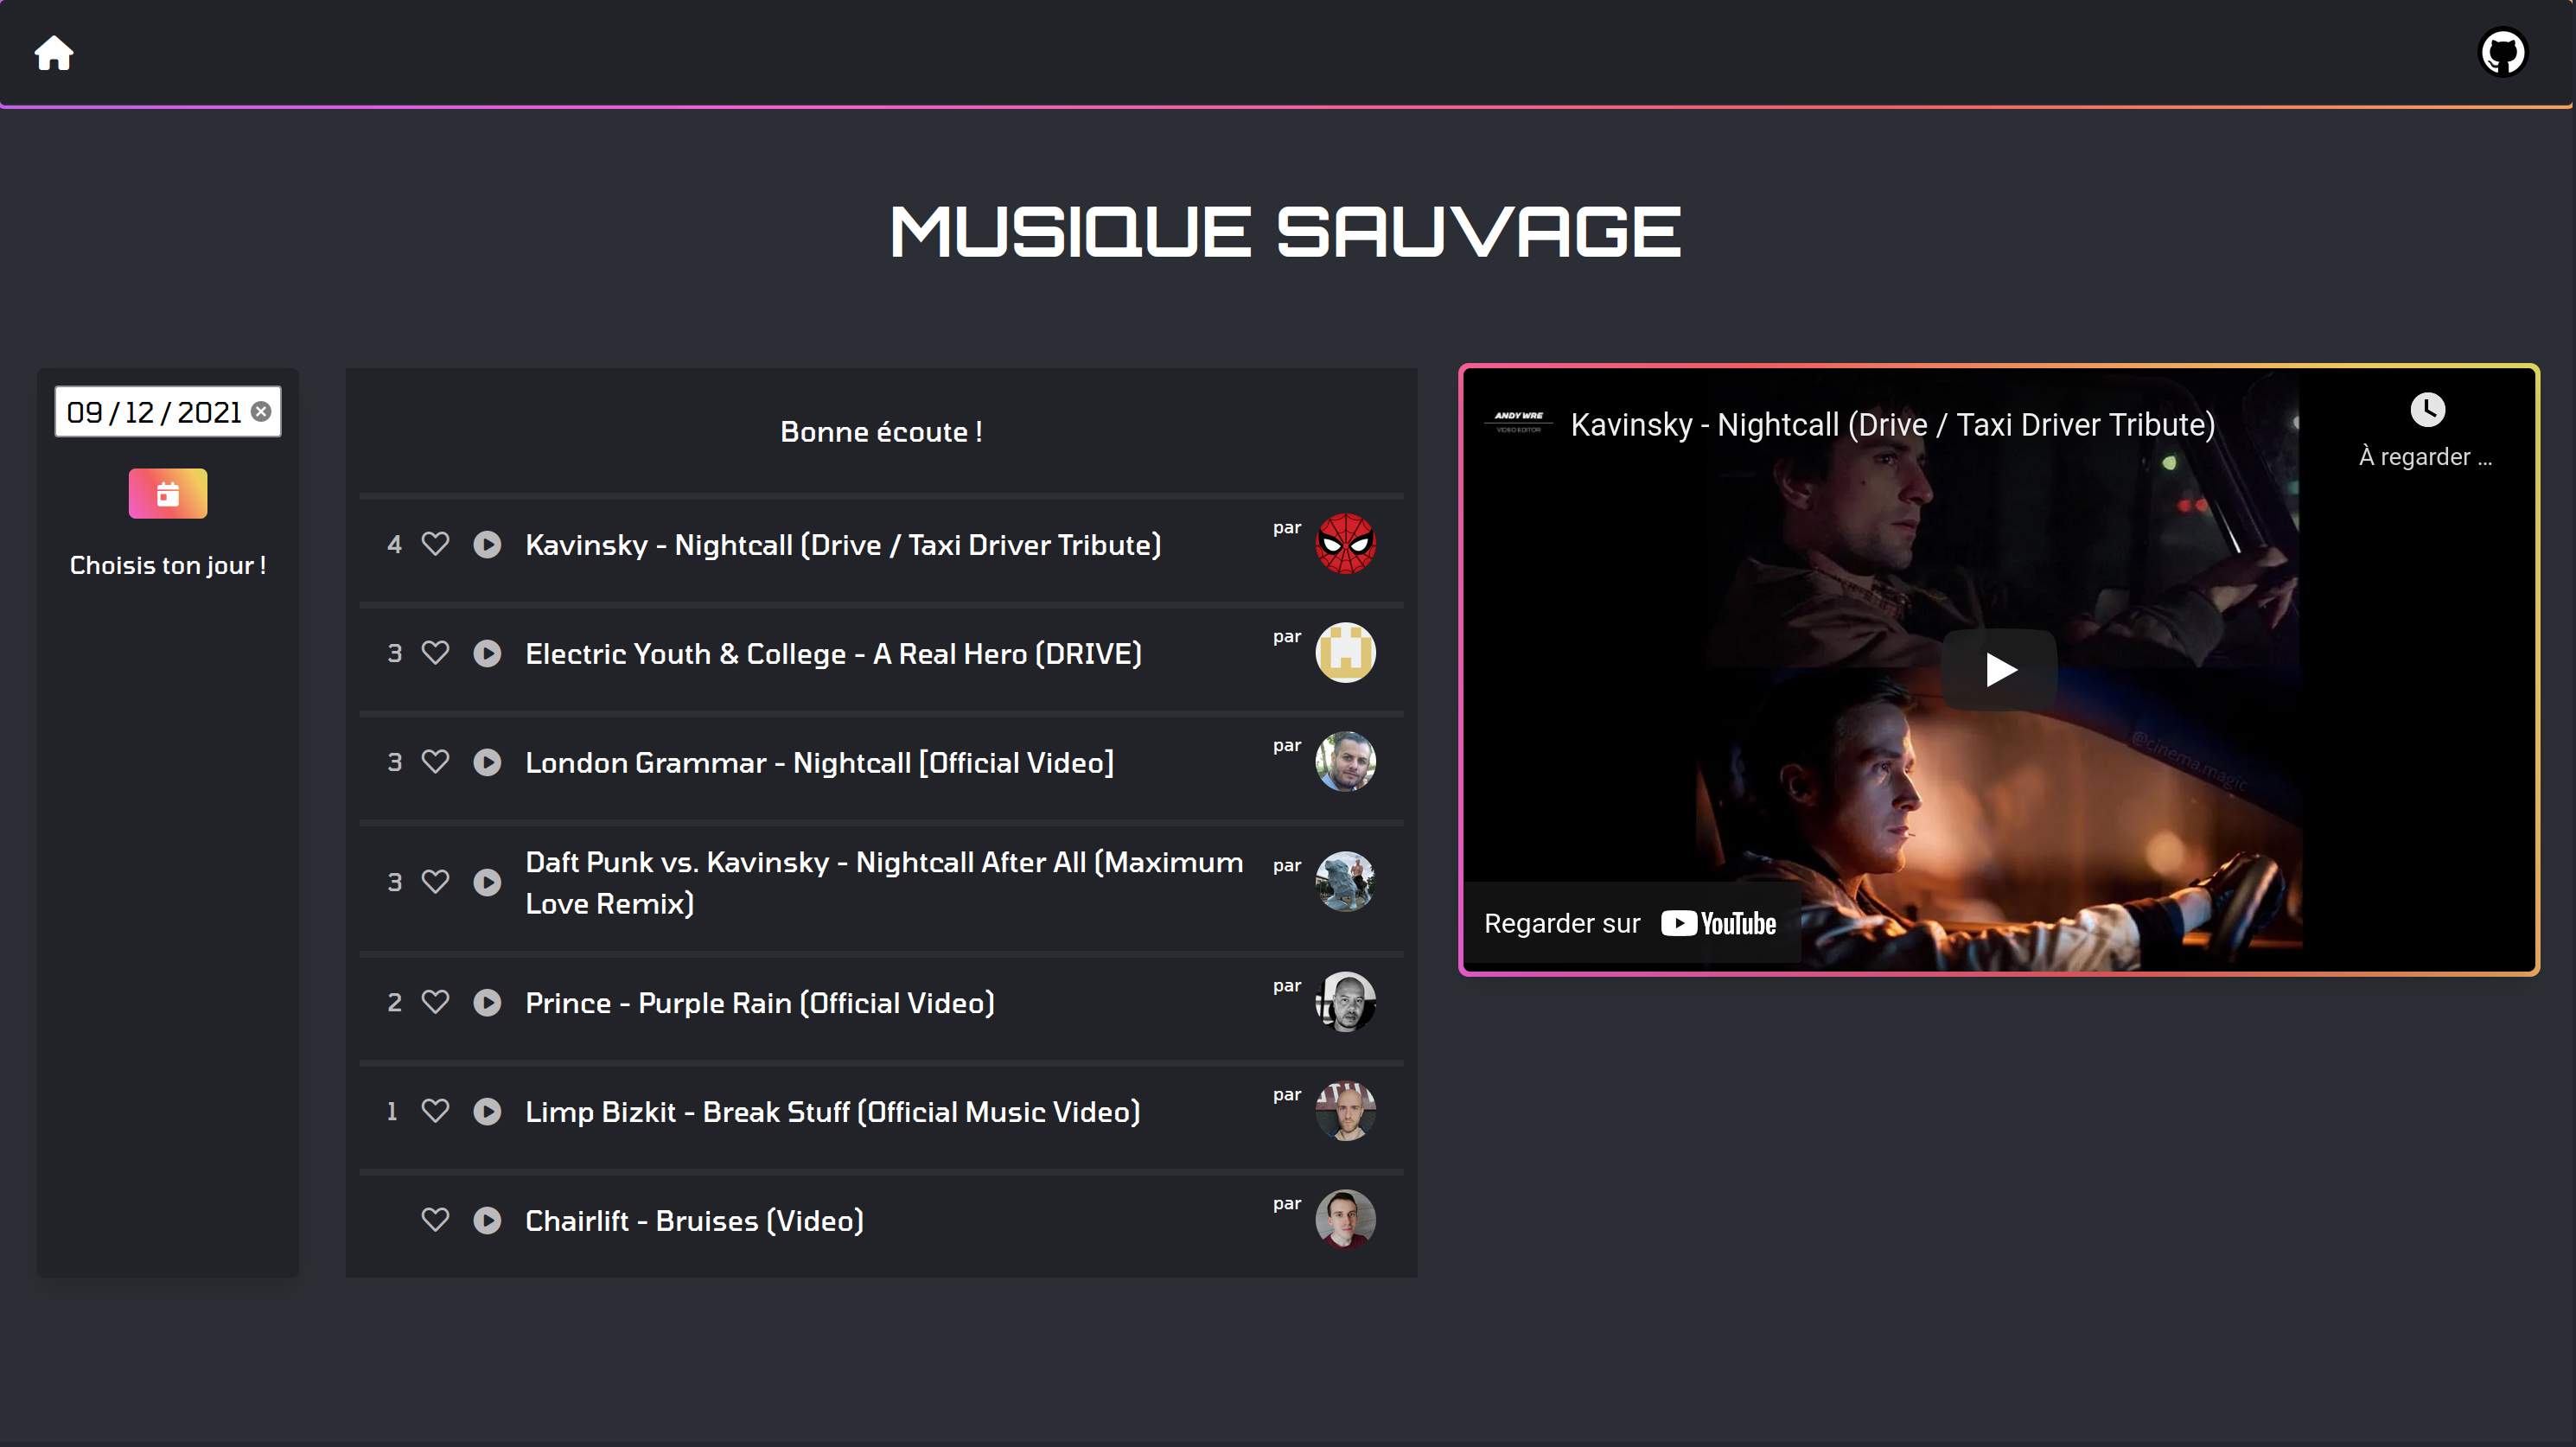 MUSIQUE SAUVAGE
09/12/2021
Choisis ton jour !
Bonne écoute !
4 Kavinsky - Nightcall (Drive / Taxi Driver Tribute) par
3 Electric Youth & College - A Real Hero (DRIVE) par
3 London Grammar - Nightcall [Official Video] par
3 Daft Punk vs. Kavinsky - Nightcall After All (Maximum
Love Remix) par
2 Prince - Purple Rain (Official Video) par
1 Limp Bizkit - Break Stuff (Official Music Video) par
Chairlift - Bruises (Video) par
ANDY WRE
VIDEO EDITOR
Kavinsky - Nightcall (Drive / Taxi Driver Tribute)
À regarder ...
@cinema.magic
Regarder sur YouTube